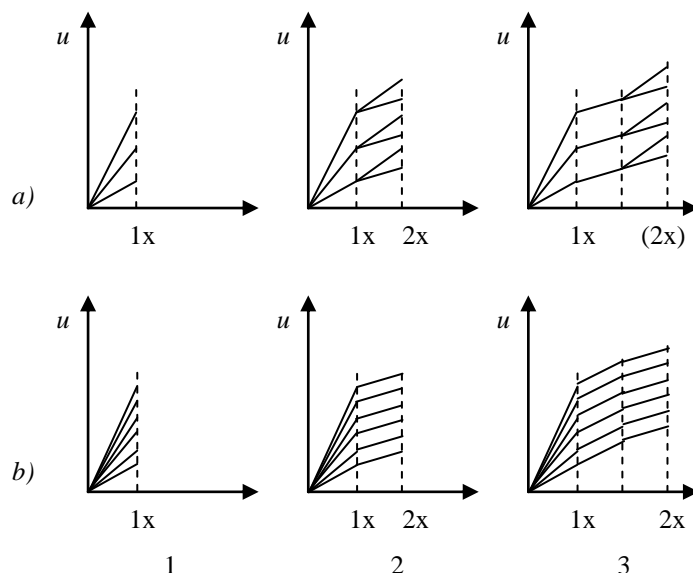 u u u
a)
1x 1x 2x 1x (2x)
u u u
b)
1x 1x 2x 1x 2x
1 2 3